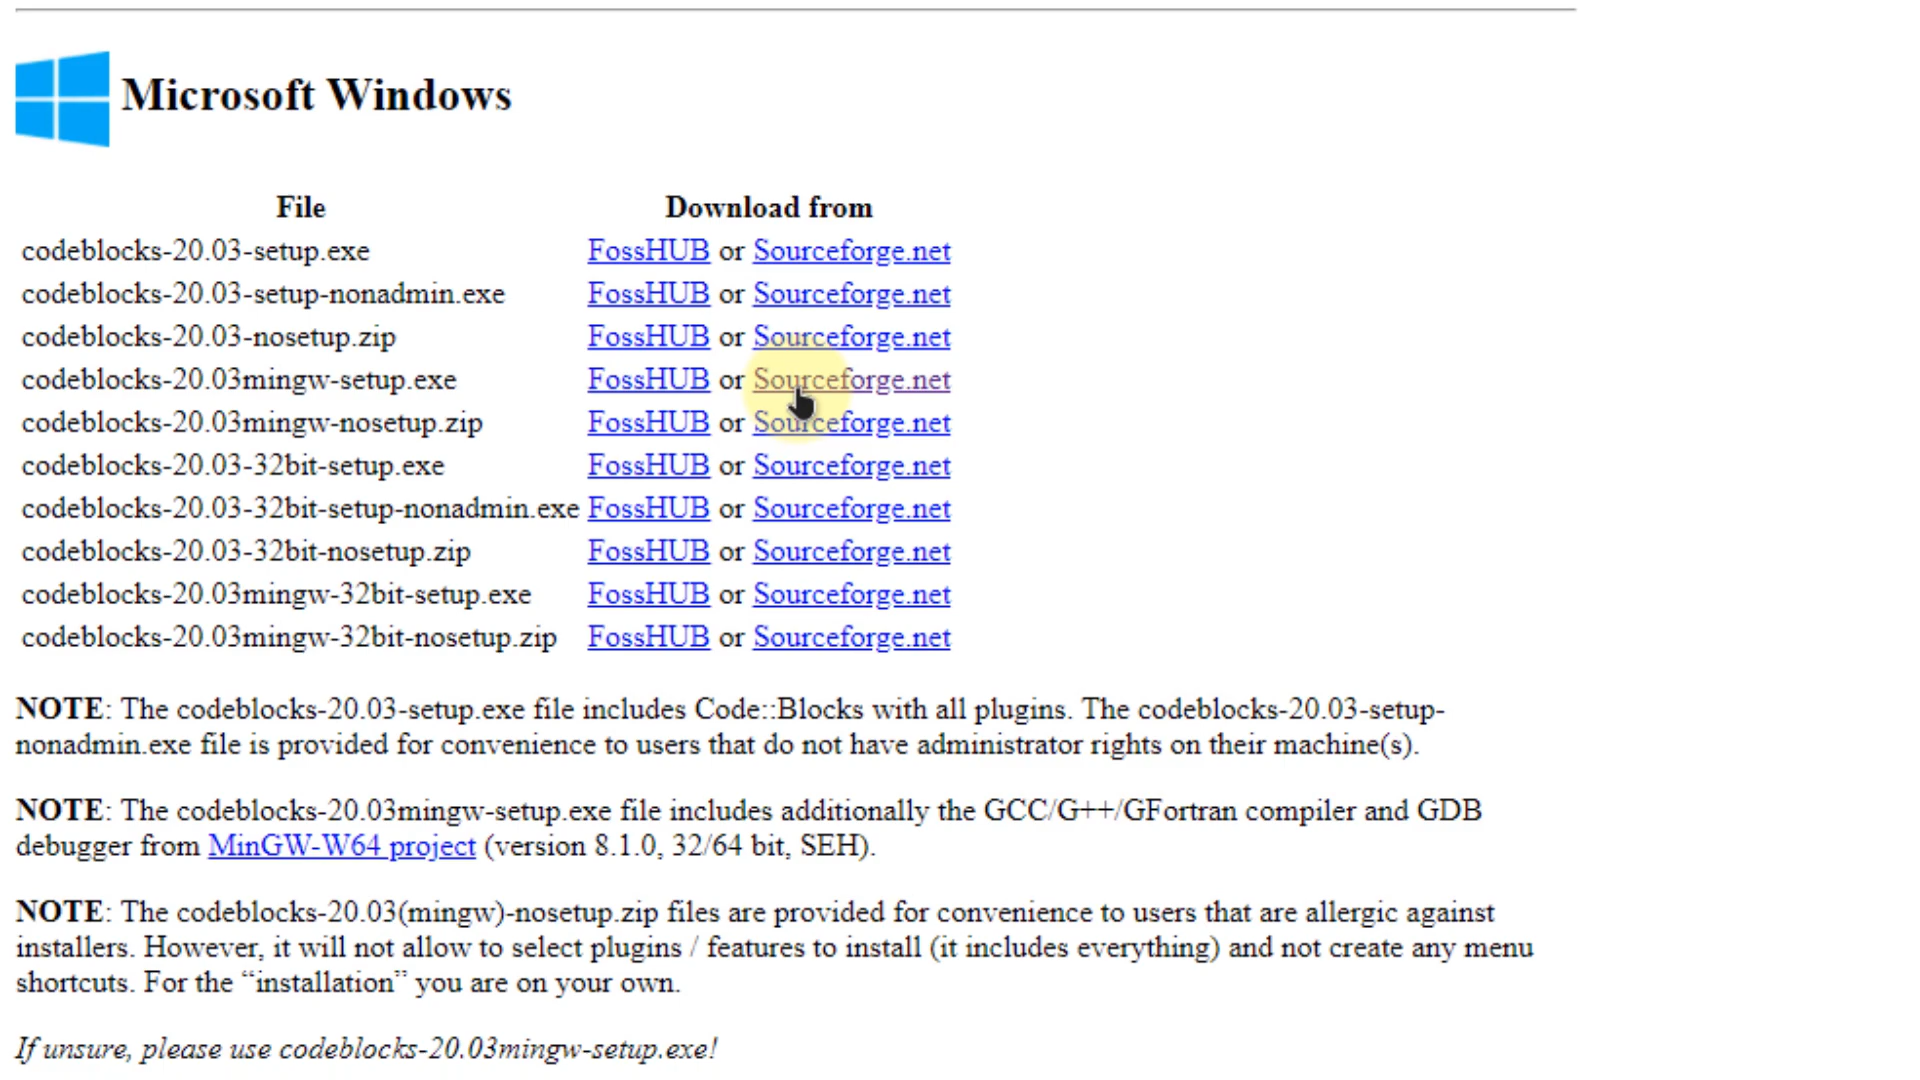 Microsoft Windows
File Download from
codeblocks-20.03-setup.exe FossHUB or Sourceforge.net
codeblocks-20.03-setup-nonadmin.exe FossHUB or Sourceforge.net
codeblocks-20.03-nosetup.zip FossHUB or Sourceforge.net
codeblocks-20.03mingw-setup.exe FossHUB or Sourceforge.net
codeblocks-20.03mingw-nosetup.zip FossHUB or Sourceforge.net
codeblocks-20.03-32bit-setup.exe FossHUB or Sourceforge.net
codeblocks-20.03-32bit-setup-nonadmin.exe FossHUB or Sourceforge.net
codeblocks-20.03-32bit-nosetup.zip FossHUB or Sourceforge.net
codeblocks-20.03mingw-32bit-setup.exe FossHUB or Sourceforge.net
codeblocks-20.03mingw-32bit-nosetup.zip FossHUB or Sourceforge.net
NOTE: The codeblocks-20.03-setup.exe file includes Code::Blocks with all plugins. The codeblocks-20.03-setup-
nonadmin.exe file is provided for convenience to users that do not have administrator rights on their machine(s).
NOTE: The codeblocks-20.03mingw-setup.exe file includes additionally the GCC/G++/GFortran compiler and GDB
debugger from MinGW-W64 project (version 8.1.0, 32/64 bit, SEH).
NOTE: The codeblocks-20.03(mingw)-nosetup.zip files are provided for convenience to users that are allergic against
installers. However, it will not allow to select plugins / features to install (it includes everything) and not create any menu
shortcuts. For the “installation” you are on your own.
If unsure, please use codeblocks-20.03mingw-setup.exe!